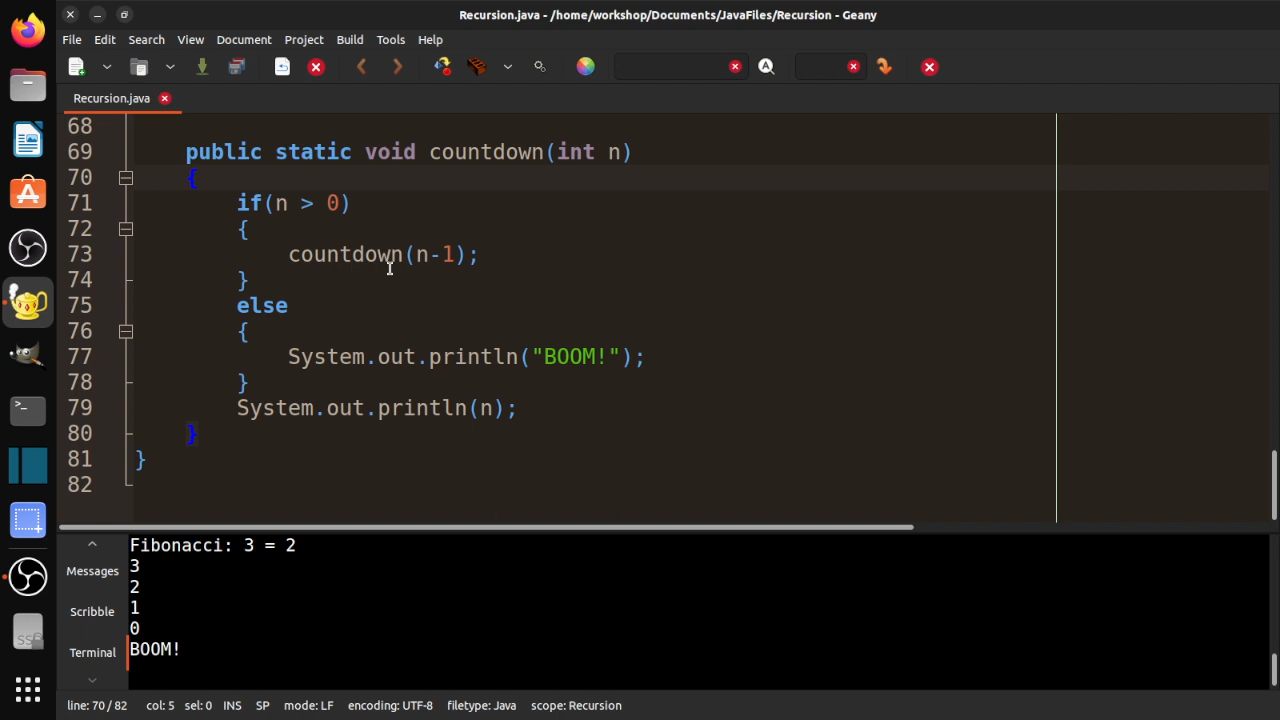 Recursion.java - /home/workshop/Documents/JavaFiles/Recursion - Geany
File Edit Search View Document Project Build Tools Help
Recursion.java
68
69 public static void countdown(int n)
70 {
71 if(n > 0)
72 {
73 countdown(n-1);
74 }
75 else
76 {
77 System.out.println("BOOM!");
78 }
79 System.out.println(n);
80 }
81 }
82
Messages
Scribble
Terminal
Fibonacci: 3 = 2
3
2
1
0
BOOM!
line: 70 / 82 col: 5 sel: 0 INS SP mode: LF encoding: UTF-8 filetype: Java scope: Recursion